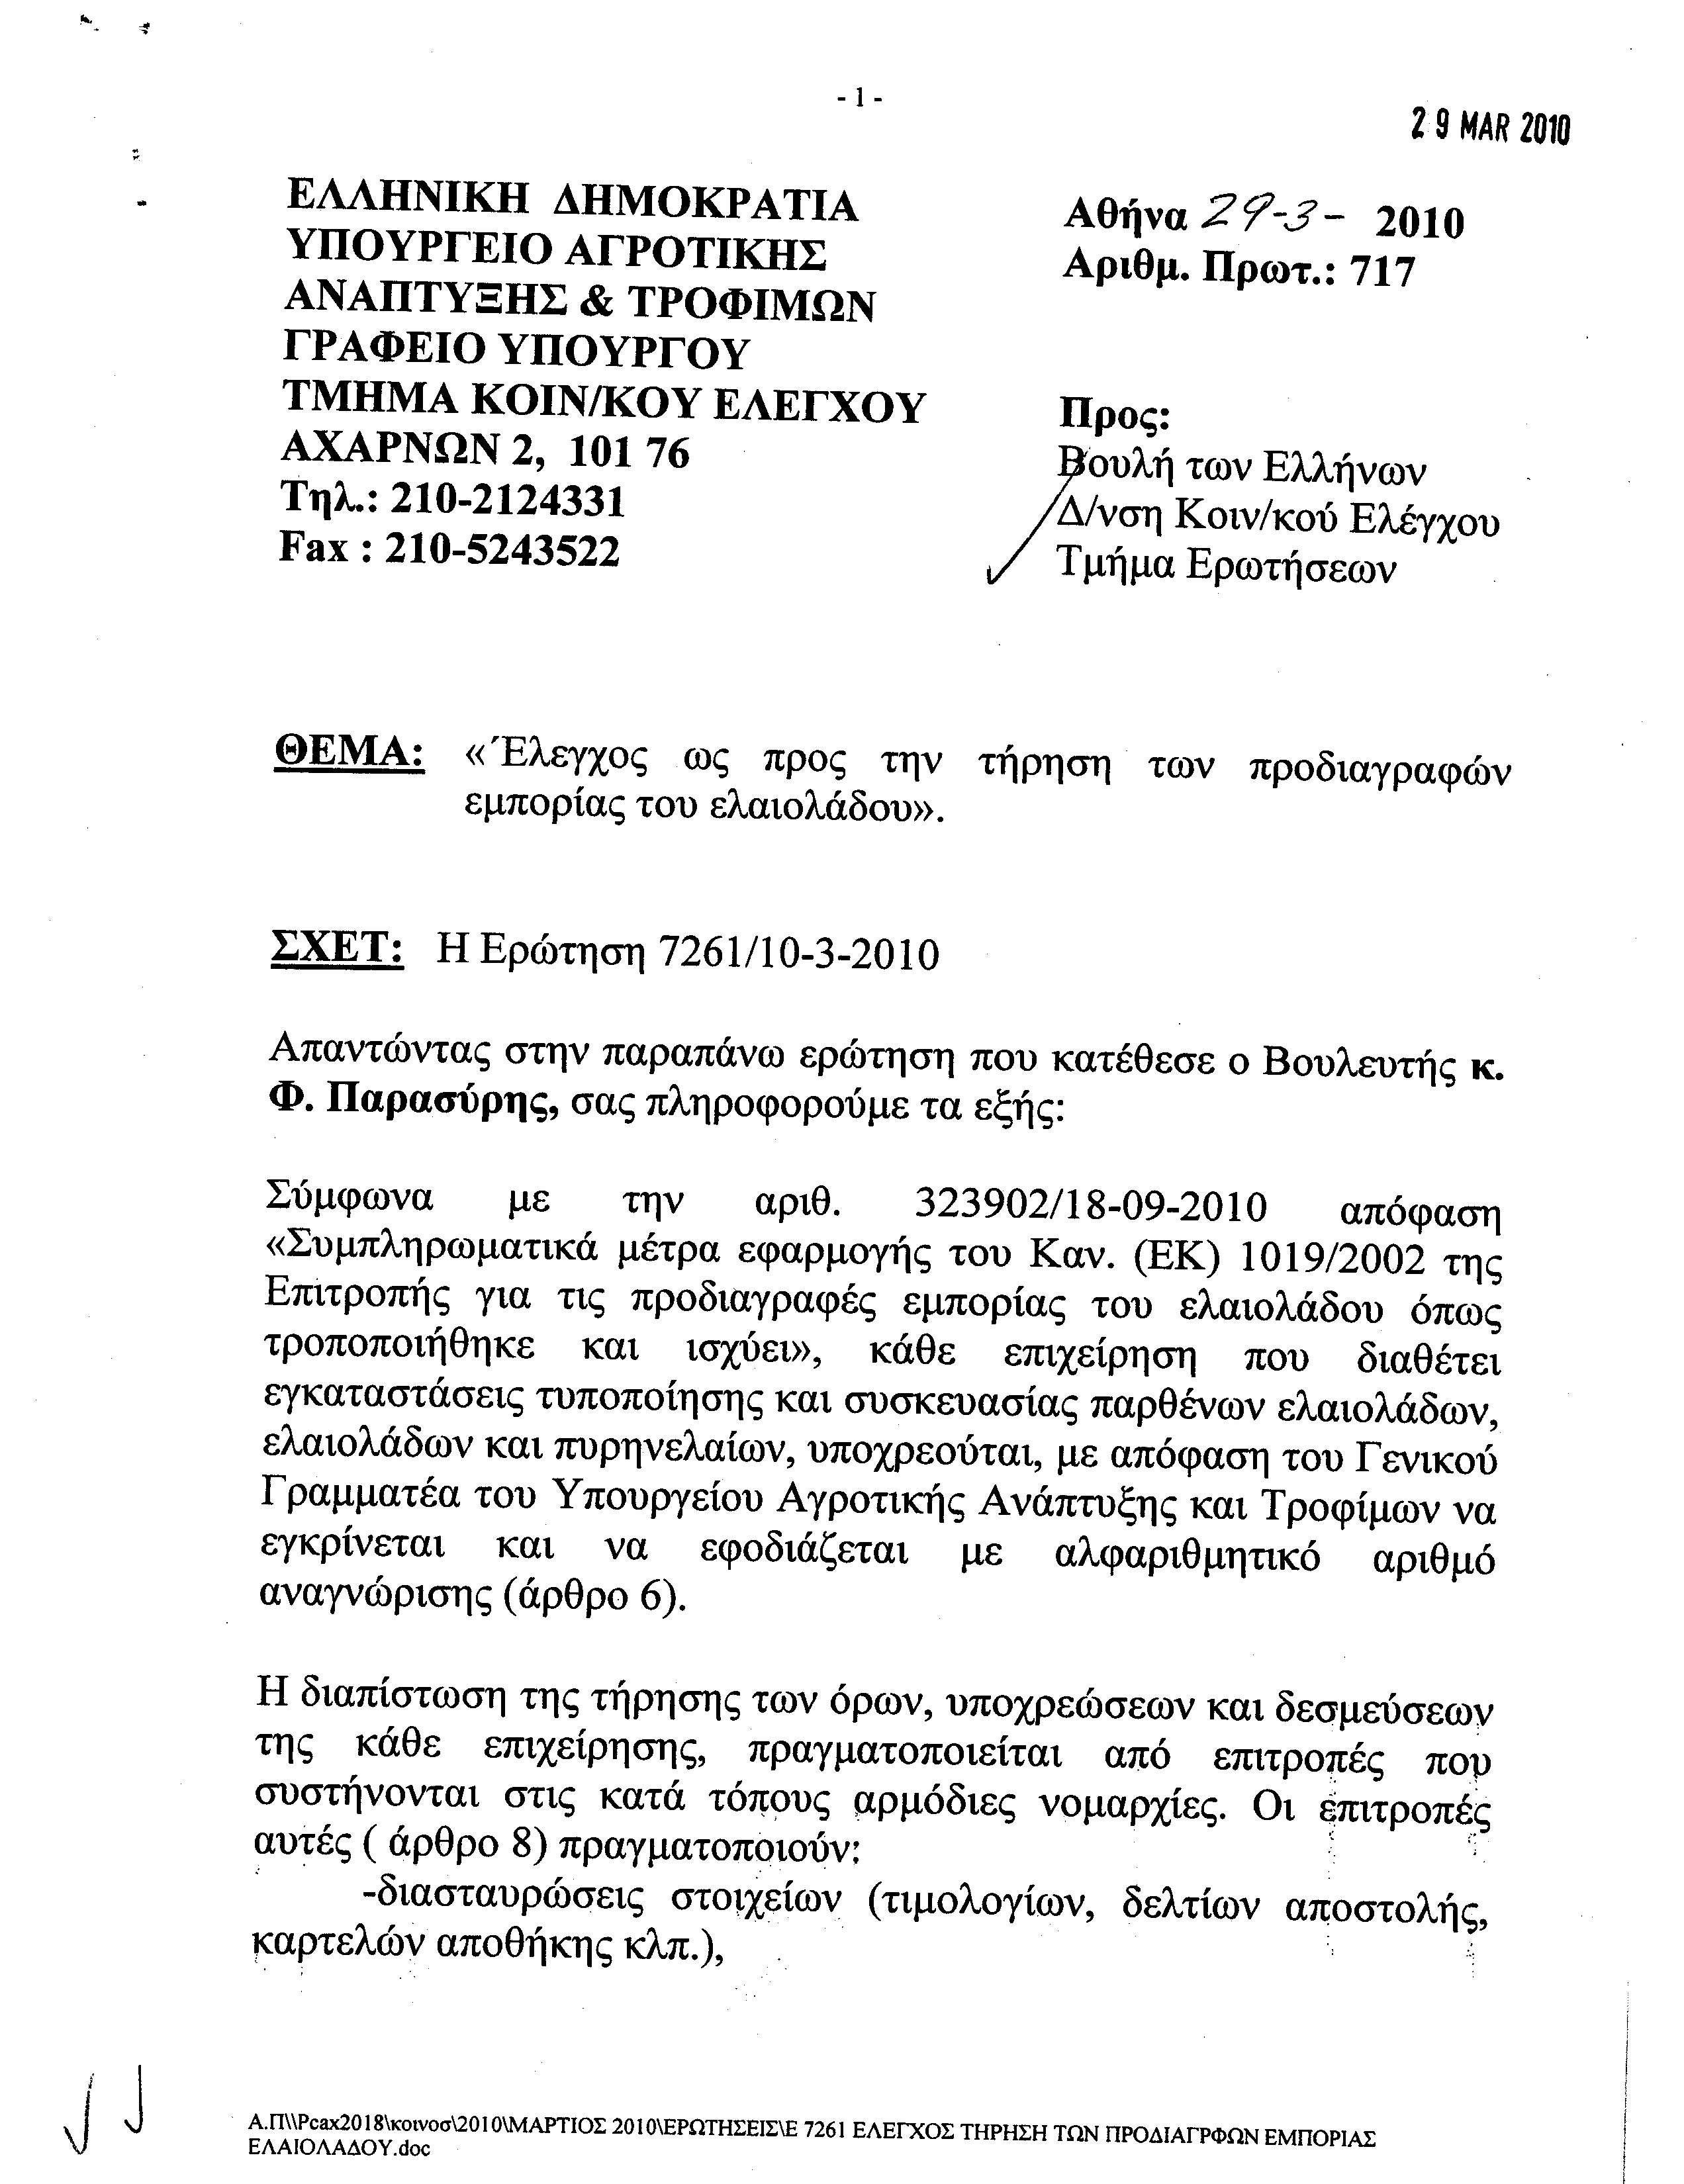 - 1 -
29 MAR 2010
ΕΛΛΗΝΙΚΗ ΔΗΜΟΚΡΑΤΙΑ
ΥΠΟΥΡΓΕΙΟ ΑΓΡΟΤΙΚΗΣ
ΑΝΑΠΤΥΞΗΣ & ΤΡΟΦΙΜΩΝ
ΓΡΑΦΕΙΟ ΥΠΟΥΡΓΟΥ
ΤΜΗΜΑ ΚΟΙΝ/ΚΟΥ ΕΛΕΓΧΟΥ
ΑΧΑΡΝΩΝ 2, 101 76
Τηλ.: 210-2124331
Fax : 210-5243522
Αθήνα 29-3- 2010
Αριθμ. Πρωτ.: 717
Προς:
Βουλή των Ελλήνων
Δ/νση Κοιν/κού Ελέγχου
Τμήμα Ερωτήσεων
ΘΕΜΑ: «Έλεγχος ως προς την τήρηση των προδιαγραφών
εμπορίας του ελαιολάδου».
ΣΧΕΤ: Η Ερώτηση 7261/10-3-2010
Απαντώντας στην παραπάνω ερώτηση που κατέθεσε ο Βουλευτής κ.
Φ. Παρασύρης, σας πληροφορούμε τα εξής:
Σύμφωνα με την αριθ. 323902/18-09-2010 απόφαση
«Συμπληρωματικά μέτρα εφαρμογής του Καν. (ΕΚ) 1019/2002 της
Επιτροπής για τις προδιαγραφές εμπορίας του ελαιολάδου όπως
τροποποιήθηκε και ισχύει», κάθε επιχείρηση που διαθέτει
εγκαταστάσεις τυποποίησης και συσκευασίας παρθένων ελαιολάδων,
ελαιολάδων και πυρηνελαίων, υποχρεούται, με απόφαση του Γενικού
Γραμματέα του Υπουργείου Αγροτικής Ανάπτυξης και Τροφίμων να
εγκρίνεται και να εφοδιάζεται με αλφαριθμητικό αριθμό
αναγνώρισης (άρθρο 6).
Η διαπίστωση της τήρησης των όρων, υποχρεώσεων και δεσμεύσεων
της κάθε επιχείρησης, πραγματοποιείται από επιτροπές που
συστήνονται στις κατά τόπους αρμόδιες νομαρχίες. Οι επιτροπές
αυτές ( άρθρο 8) πραγματοποιούν:
-διασταυρώσεις στοιχείων (τιμολογίων, δελτίων αποστολής,
καρτελών αποθήκης κλπ.),
Α.Π\\Pcax2018\κοινοσ\2010\ΜΑΡΤΙΟΣ 2010\ΕΡΩΤΗΣΕΙΣ\Ε 7261 ΕΛΕΓΧΟΣ ΤΗΡΗΣΗ ΤΩΝ ΠΡΟΔΙΑΓΡΦΩΝ ΕΜΠΟΡΙΑΣ
ΕΛΑΙΟΛΑΔΟΥ.doc